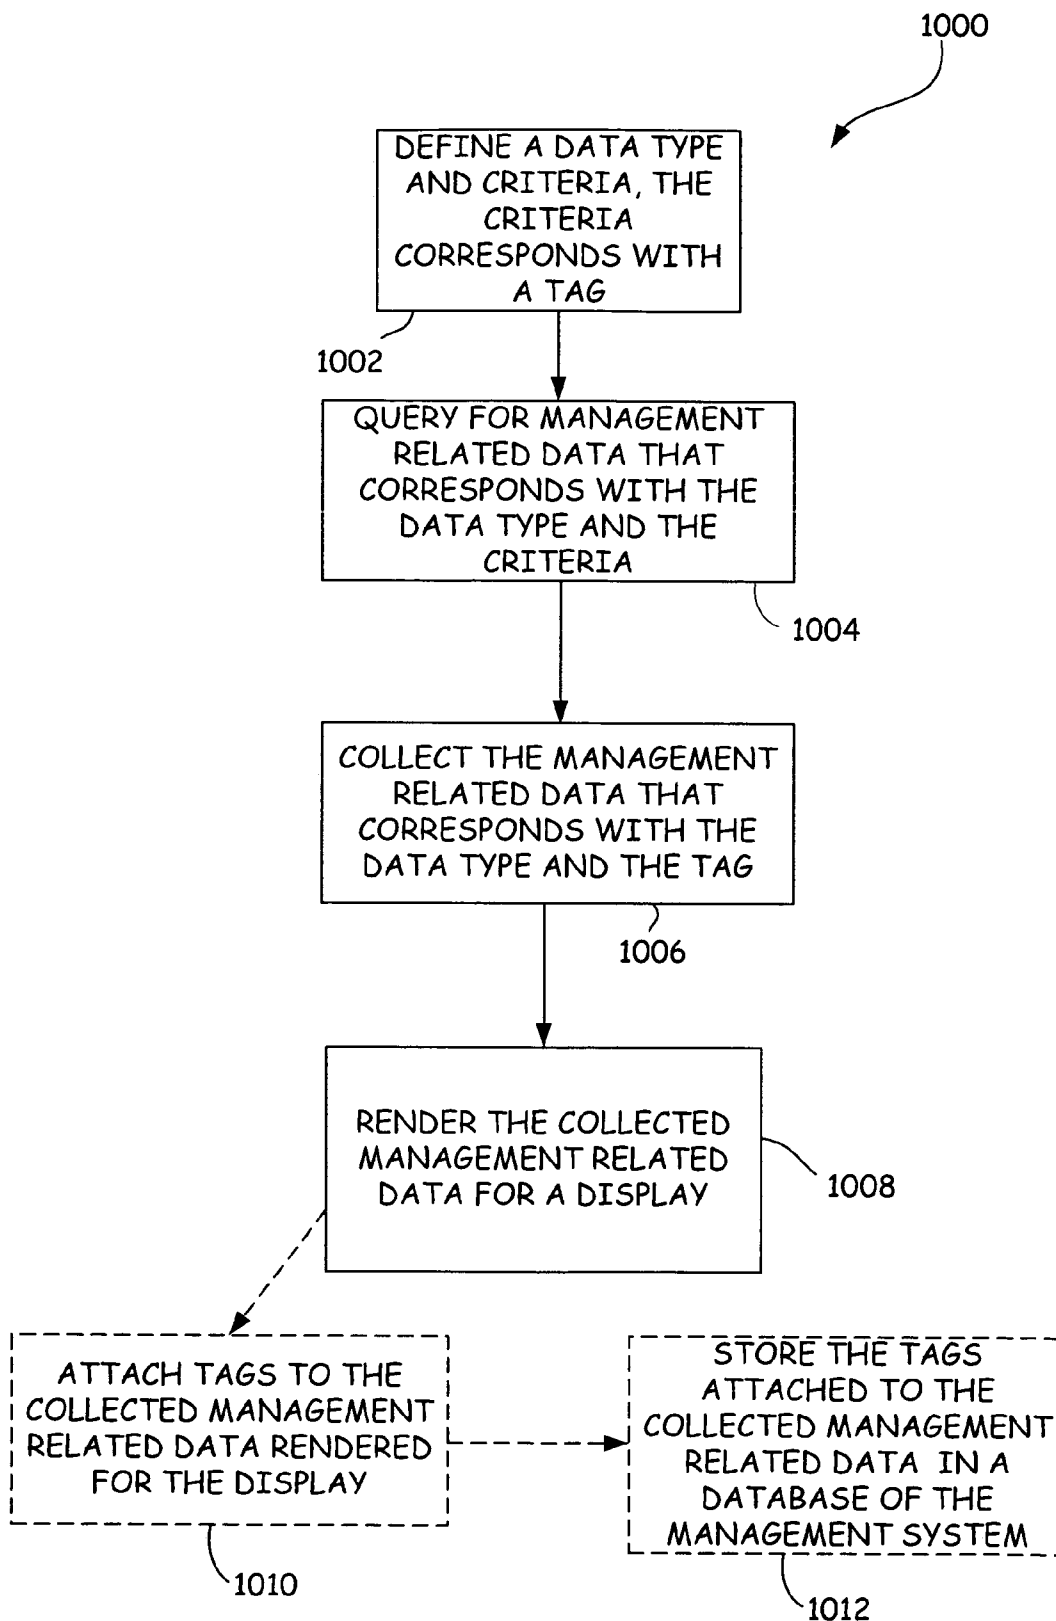 1000
DEFINE A DATA TYPE
AND CRITERIA, THE
CRITERIA
CORRESPONDS WITH
A TAG
1002
QUERY FOR MANAGEMENT
RELATED DATA THAT
CORRESPONDS WITH THE
DATA TYPE AND THE
CRITERIA
1004
COLLECT THE MANAGEMENT
RELATED DATA THAT
CORRESPONDS WITH THE
DATA TYPE AND THE TAG
1006
RENDER THE COLLECTED
MANAGEMENT RELATED
DATA FOR A DISPLAY
1008
ATTACH TAGS TO THE
COLLECTED MANAGEMENT
RELATED DATA RENDERED
FOR THE DISPLAY
1010
STORE THE TAGS
ATTACHED TO THE
COLLECTED MANAGEMENT
RELATED DATA IN A
DATABASE OF THE
MANAGEMENT SYSTEM
1012